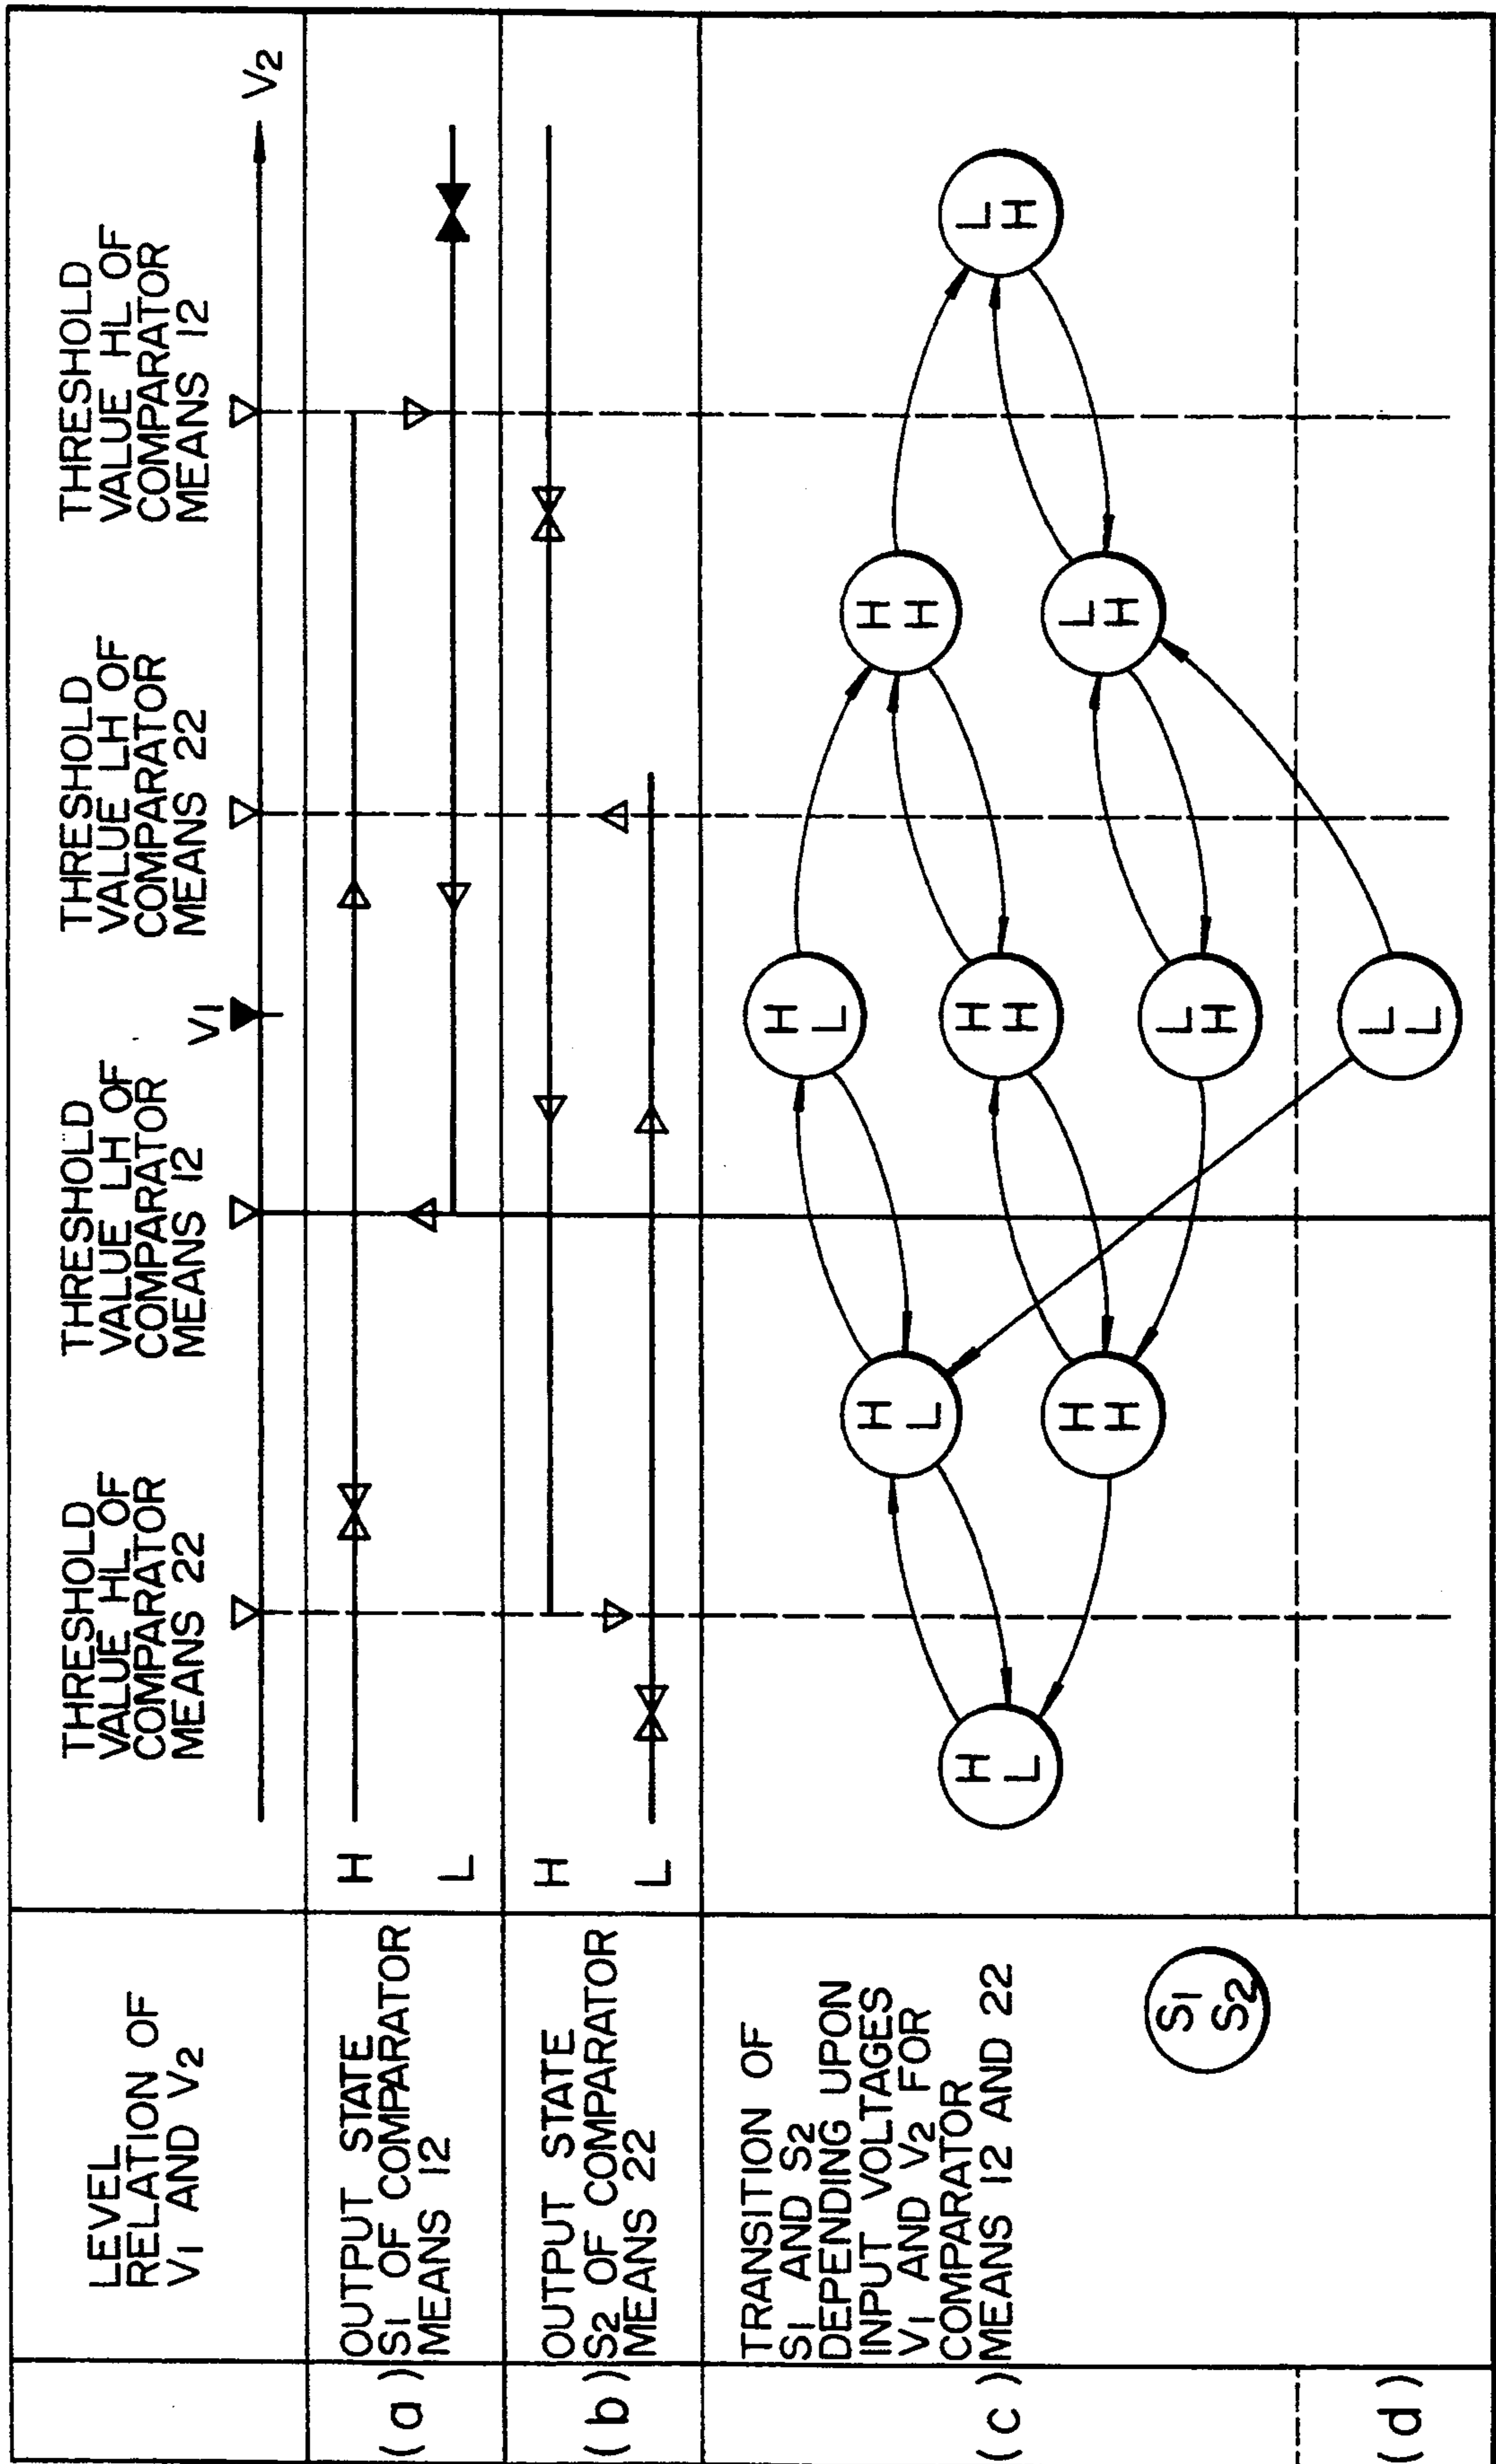 LEVEL
RELATION OF
V1 AND V2
THRESHOLD
VALUE HL OF
COMPARATOR
MEANS 22
THRESHOLD
VALUE LH OF
COMPARATOR
MEANS 12
V1
THRESHOLD
VALUE LH OF
COMPARATOR
MEANS 22
THRESHOLD
VALUE HL OF
COMPARATOR
MEANS 12
V2
(a)
OUTPUT STATE
S1 OF COMPARATOR
MEANS 12
H
L
(b)
OUTPUT STATE
S2 OF COMPARATOR
MEANS 22
H
L
(c)
TRANSITION OF
S1 AND S2
DEPENDING UPON
INPUT VOLTAGES
V1 AND V2 FOR
COMPARATOR
MEANS 12 AND 22
S1
S2
H
L
H
L
H
H
H
L
H
H
L
H
H
H
L
H
L
H
(d)
L
L